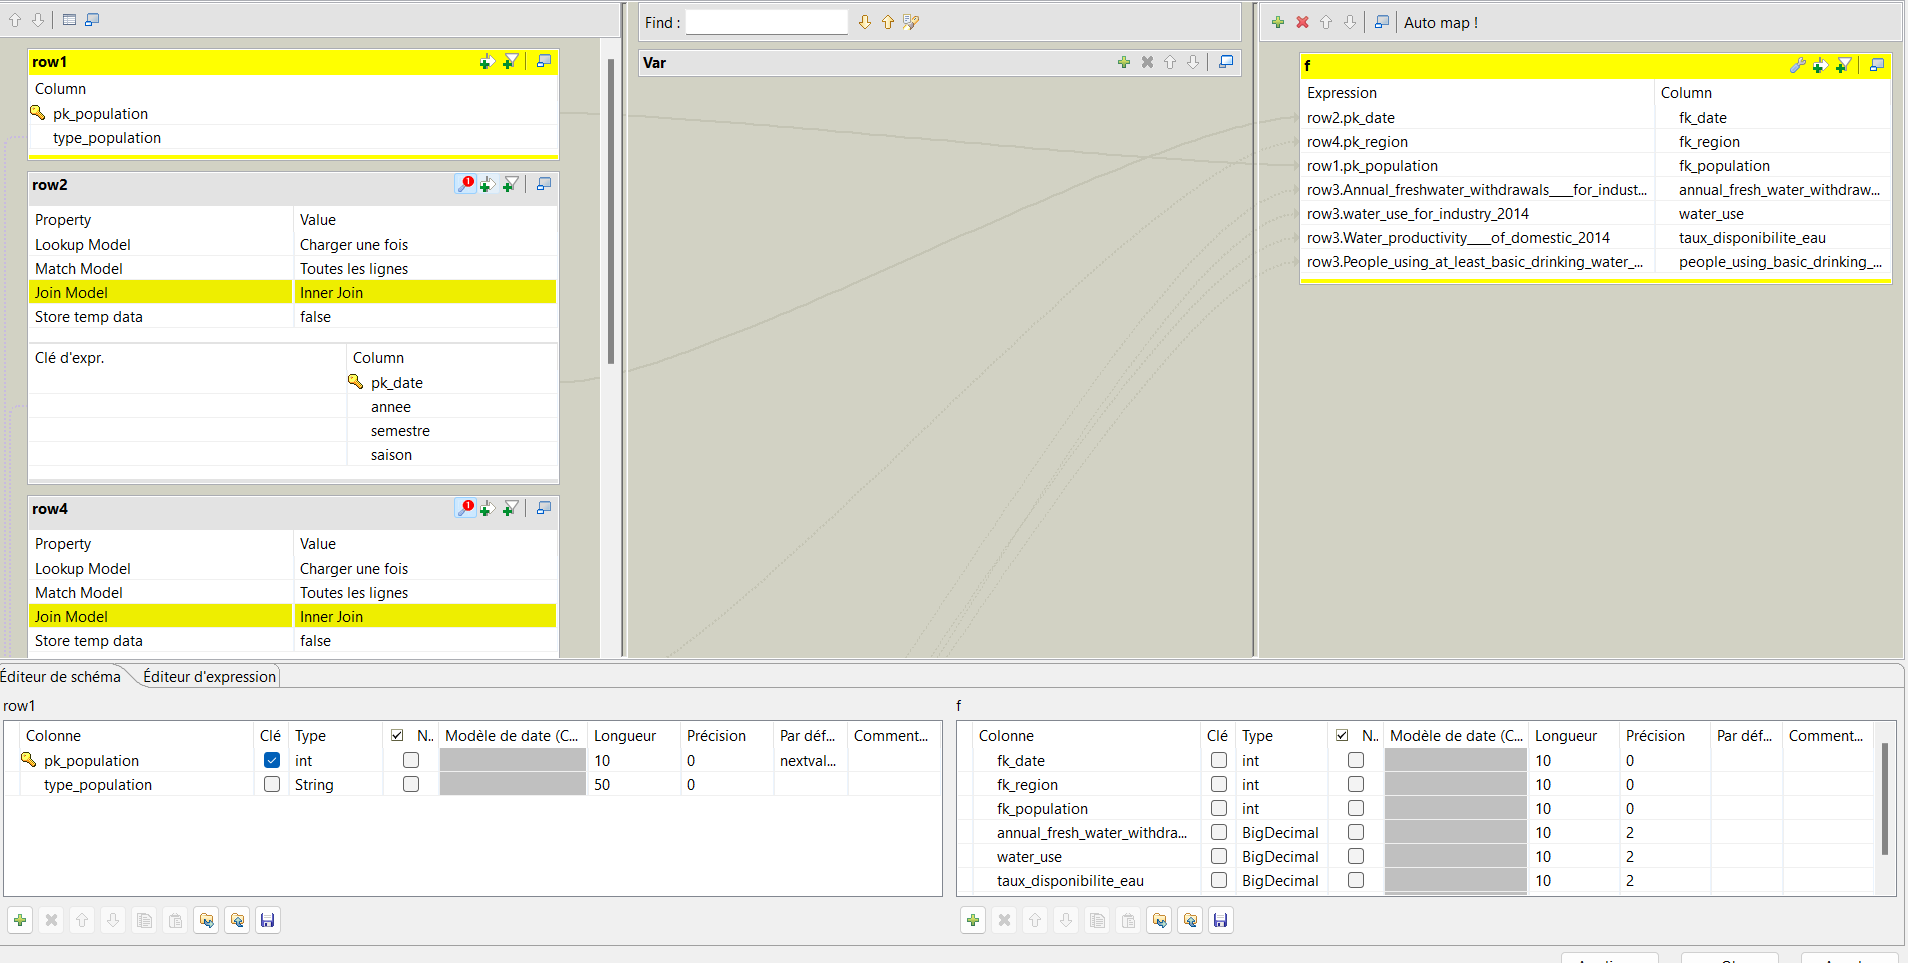 Find :
Auto map !
row1
Column
pk_population
type_population
row2
Property Value
Lookup Model Charger une fois
Match Model Toutes les lignes
Join Model Inner Join
Store temp data false
Clé d'expr. Column
pk_date
annee
semestre
saison
row4
Property Value
Lookup Model Charger une fois
Match Model Toutes les lignes
Join Model Inner Join
Store temp data false
Var
f
Expression Column
row2.pk_date fk_date
row4.pk_region fk_region
row1.pk_population fk_population
row3.Annual_freshwater_withdrawals___for_indust... annual_fresh_water_withdraw...
row3.water_use_for_industry_2014 water_use
row3.Water_productivity___of_domestic_2014 taux_disponibilite_eau
row3.People_using_at_least_basic_drinking_water_... people_using_basic_drinking_...
Éditeur de schéma Éditeur d'expression
row1
Colonne Clé Type N.. Modèle de date (C... Longueur Précision Par déf... Comment...
pk_population int 10 0 nextval...
type_population String 50 0
f
Colonne Clé Type N.. Modèle de date (C... Longueur Précision Par déf... Comment...
fk_date int 10 0
fk_region int 10 0
fk_population int 10 0
annual_fresh_water_withdra... BigDecimal 10 2
water_use BigDecimal 10 2
taux_disponibilite_eau BigDecimal 10 2